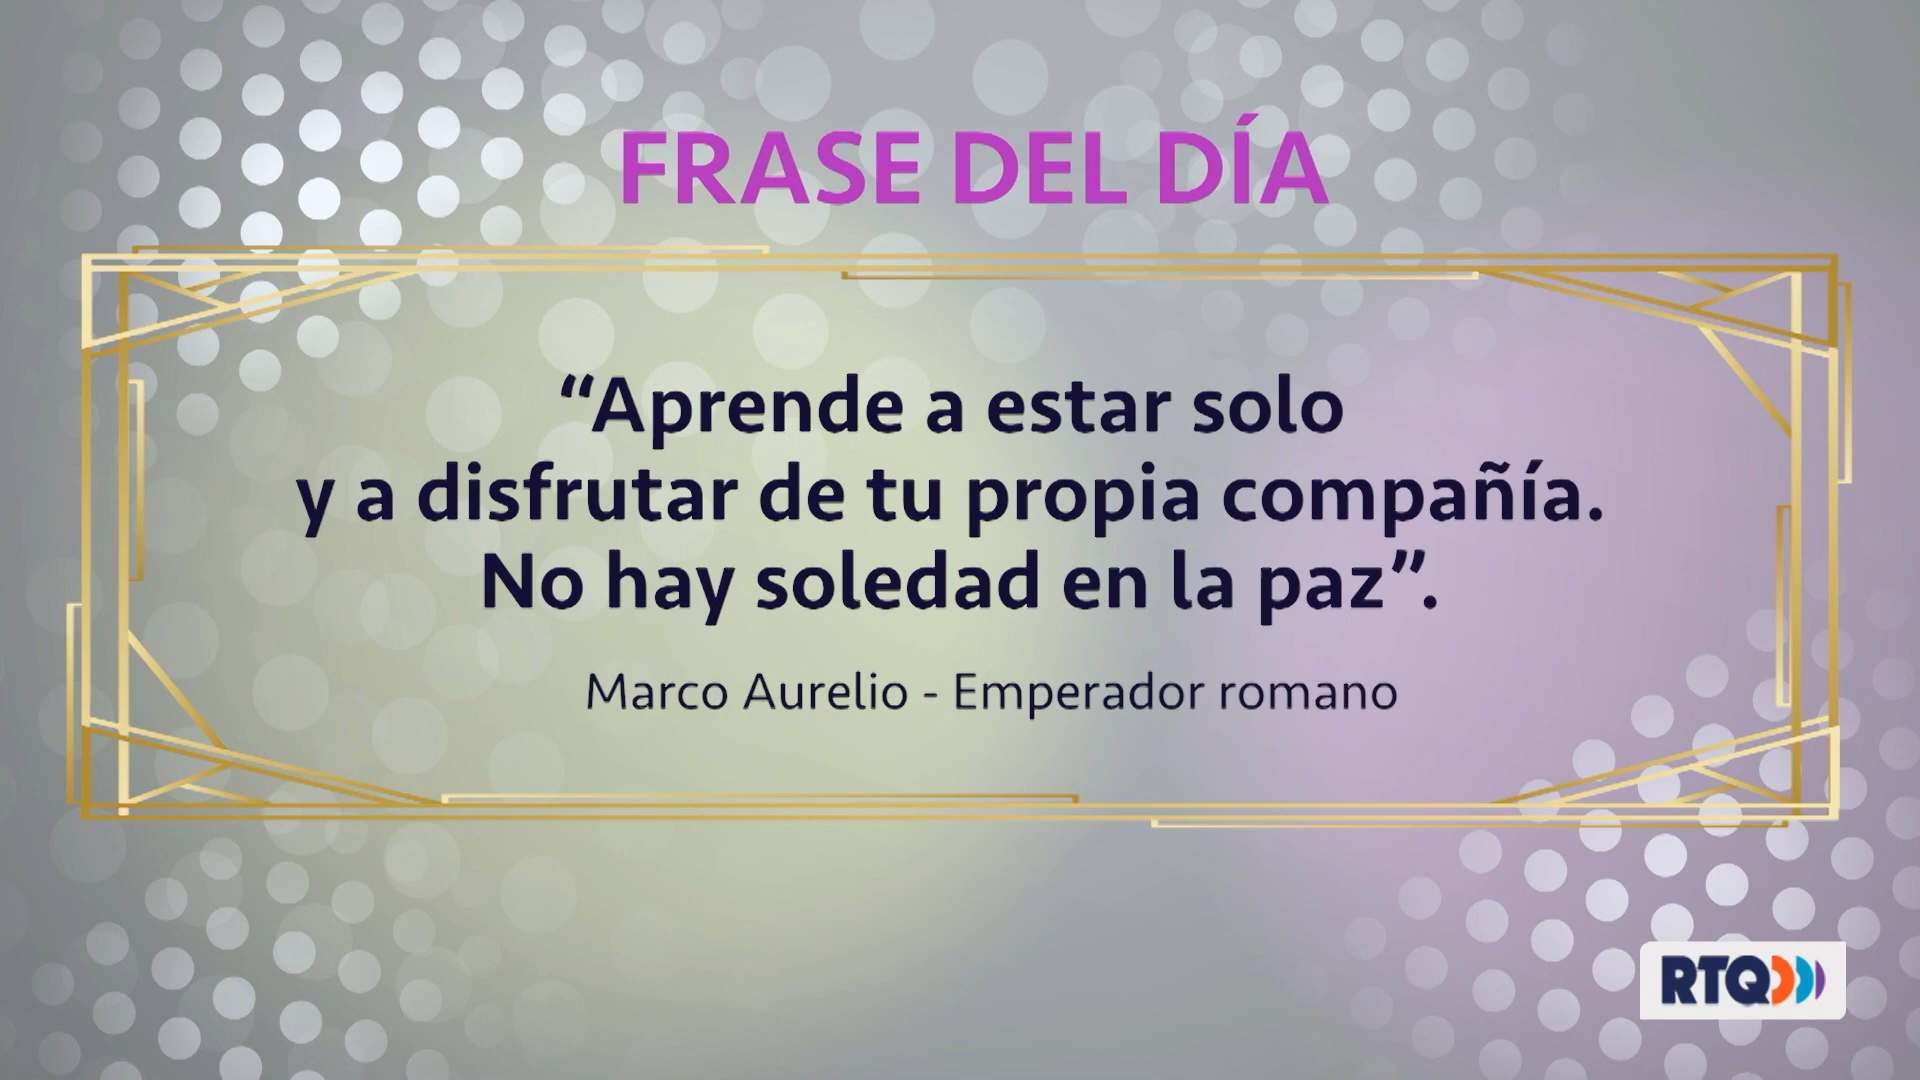 FRASE DEL DÍA
“Aprende a estar solo
y a disfrutar de tu propia compañía.
No hay soledad en la paz”.
Marco Aurelio - Emperador romano
RTQ